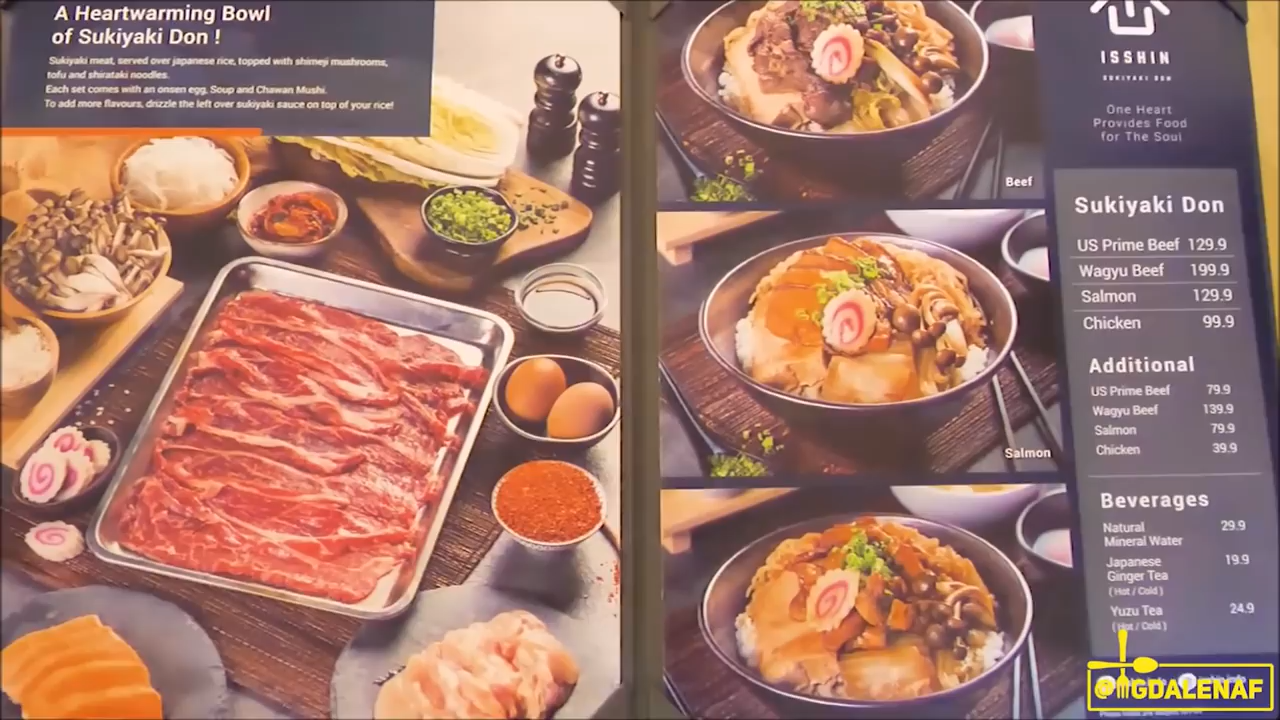 A Heartwarming Bowl
of Sukiyaki Don !
Sukiyaki meat, served over japanese rice, topped with shimeji mushrooms,
tofu and shirataki noodles.
Each set comes with an onsen egg, Soup and Chawan Mushi.
To add more flavours, drizzle the left over sukiyaki sauce on top of your rice!
Beef
Salmon
ISSHIN
SUKIYAKI DON
One Heart
Provides Food
for The Soul
Sukiyaki Don
US Prime Beef 129.9
Wagyu Beef 199.9
Salmon 129.9
Chicken 99.9
Additional
US Prime Beef 79.9
Wagyu Beef 139.9
Salmon 79.9
Chicken 39.9
Beverages
Natural 29.9
Mineral Water
Japanese 19.9
Ginger Tea
( Hot / Cold )
Yuzu Tea 24.9
( Hot / Cold )
GDALENAF